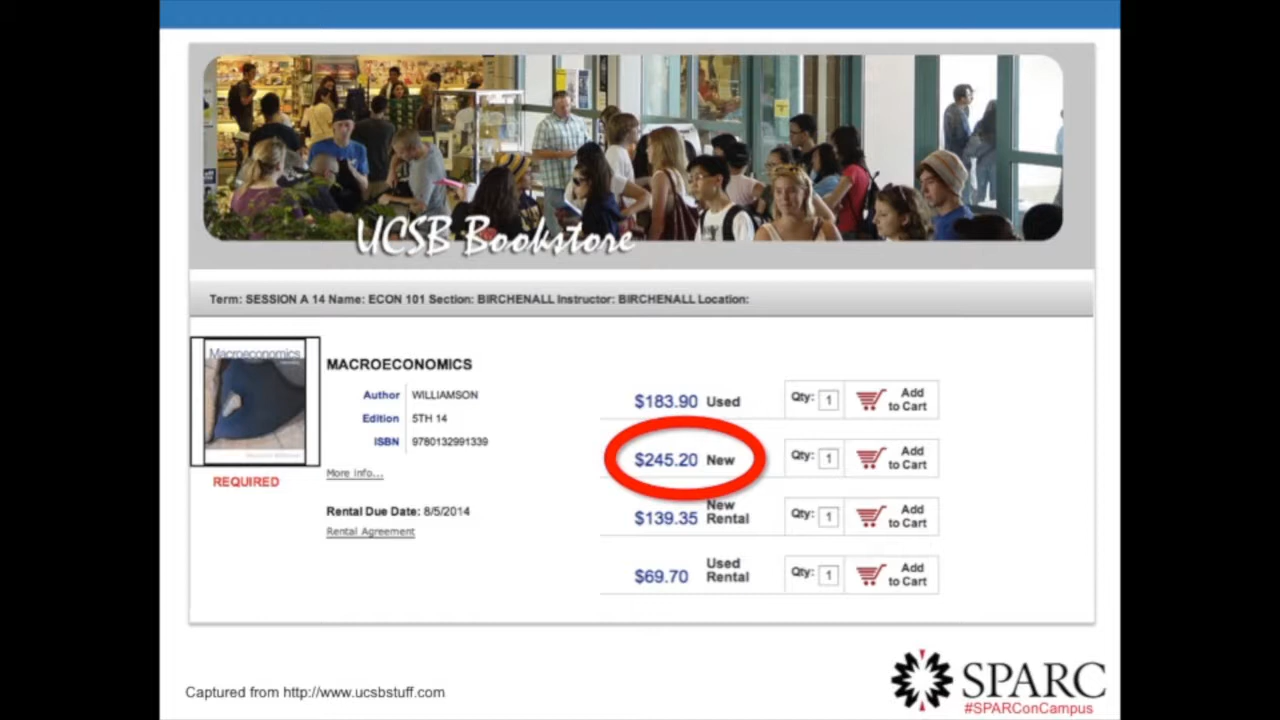 UCSB Bookstore
Term: SESSION A 14 Name: ECON 101 Section: BIRCHENALL Instructor: BIRCHENALL Location:
Macroeconomics
REQUIRED
MACROECONOMICS
Author WILLIAMSON
Edition 5TH 14
ISBN 9780132991339
More Info...
Rental Due Date: 8/5/2014
Rental Agreement
$183.90 Used Qty: 1 Add to Cart
$245.20 New Qty: 1 Add to Cart
$139.35 New Rental Qty: 1 Add to Cart
$69.70 Used Rental Qty: 1 Add to Cart
Captured from http://www.ucsbstuff.com
SPARC
#SPARConCampus